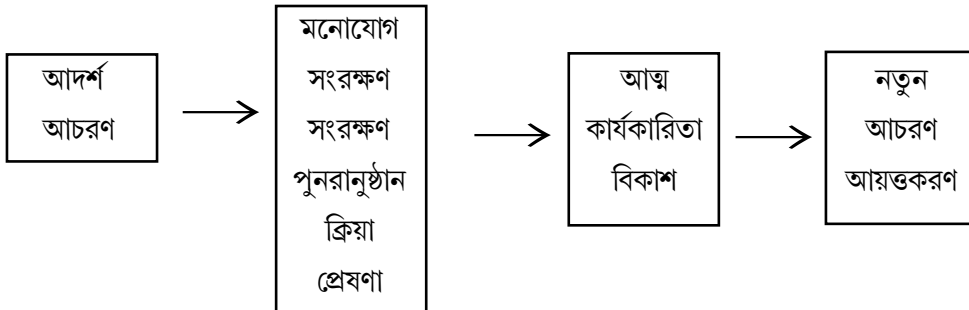 আদর্শ
আচরণ
মনোযোগ
সংরক্ষণ
সংরক্ষণ
পুনরানুষ্ঠান
ক্রিয়া
প্রেষণা
আত্ম
কার্যকারিতা
বিকাশ
নতুন
আচরণ
আয়ত্তকরণ